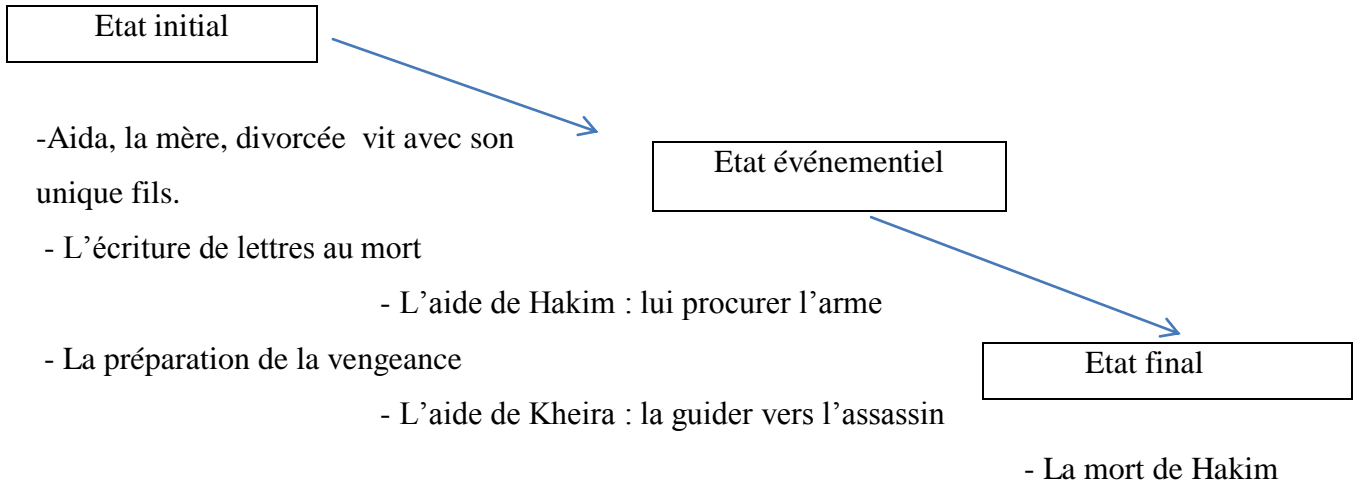 Etat initial
-Aida, la mère, divorcée vit avec son
unique fils.
Etat événementiel
- L’écriture de lettres au mort
- L’aide de Hakim : lui procurer l’arme
- La préparation de la vengeance
Etat final
- L’aide de Kheira : la guider vers l’assassin
- La mort de Hakim